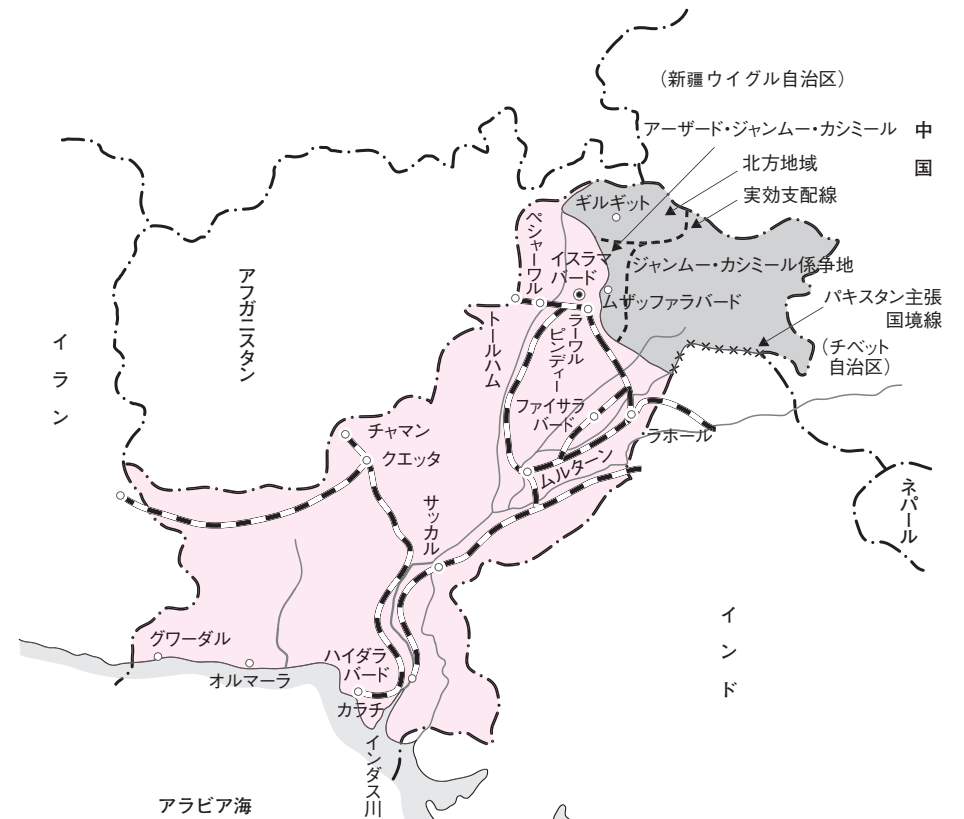 （新疆ウイグル自治区）
アーザード・ジャンムー・カシミール
中国
北方地域
実効支配線
ギルギット
ペシャーワル
イスラマ
バード
ジャンムー・カシミール係争地
ムザッファラバード
パキスタン主張
国境線
（チベット
自治区）
アフガニスタン
イラン
トールハム
ラーワル
ピンディー
ファイサラ
バード
ラホール
チャマン
クエッタ
ムルターン
サッカル
ネパール
インド
グワーダル
オルマーラ
ハイダラ
バード
カラチ
インダス川
アラビア海